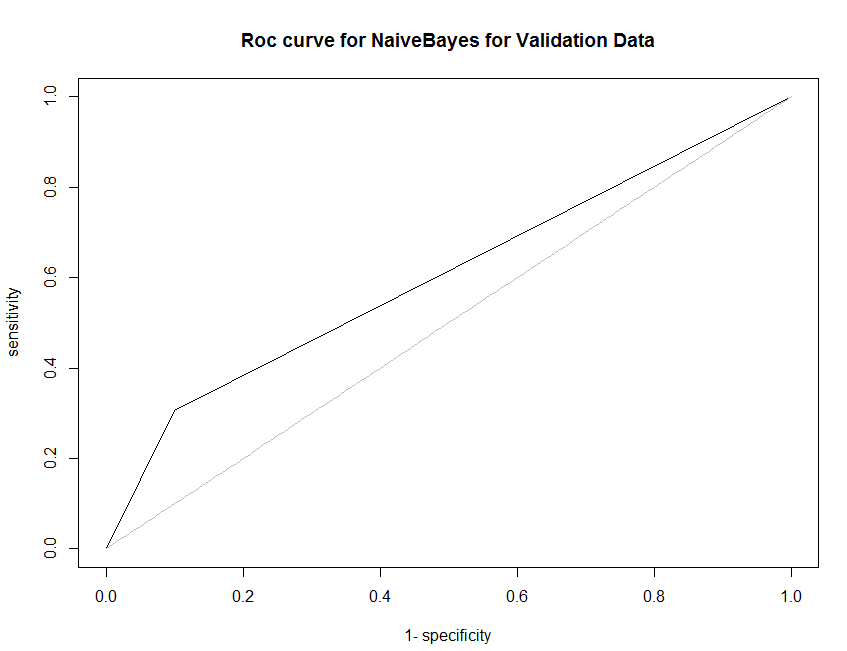 Roc curve for NaiveBayes for Validation Data
1.0
0.8
0.6
0.4
0.2
0.0
sensitivity
0.0 0.2 0.4 0.6 0.8 1.0
1- specificity